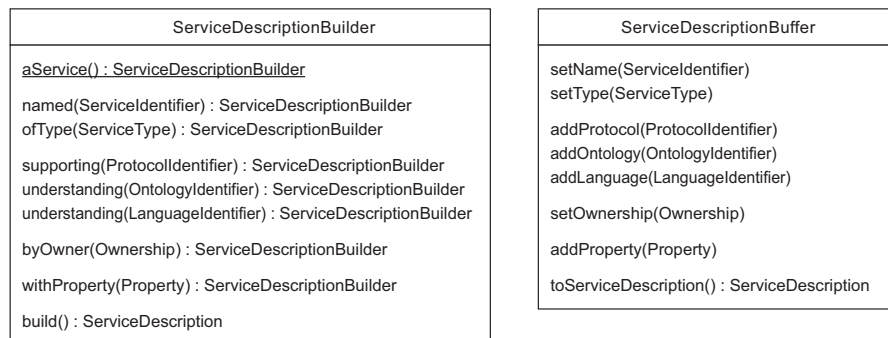 ServiceDescriptionBuilder
aService() : ServiceDescriptionBuilder
named(ServiceIdentifier) : ServiceDescriptionBuilder
ofType(ServiceType) : ServiceDescriptionBuilder
supporting(ProtocolIdentifier) : ServiceDescriptionBuilder
understanding(OntologyIdentifier) : ServiceDescriptionBuilder
understanding(LanguageIdentifier) : ServiceDescriptionBuilder
byOwner(Ownership) : ServiceDescriptionBuilder
withProperty(Property) : ServiceDescriptionBuilder
build() : ServiceDescription
ServiceDescriptionBuffer
setName(ServiceIdentifier)
setType(ServiceType)
addProtocol(ProtocolIdentifier)
addOntology(OntologyIdentifier)
addLanguage(LanguageIdentifier)
setOwnership(Ownership)
addProperty(Property)
toServiceDescription() : ServiceDescription